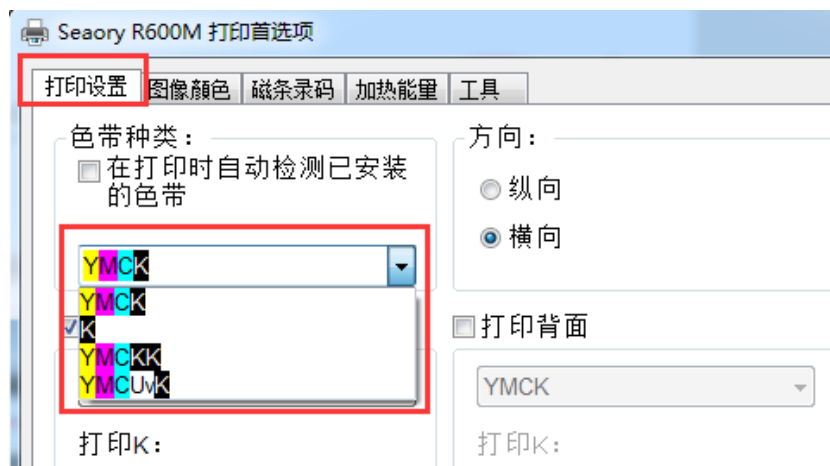 Seaory R600M 打印首选项
打印设置 图像顏色 磁条录码 加热能量 工具
色带种类：
在打印时自动检测已安装
的色带
YMCK
YMCK
K
YMCKK
YMCUvK
打印K：
方向：
纵向
横向
打印背面
YMCK
打印K：